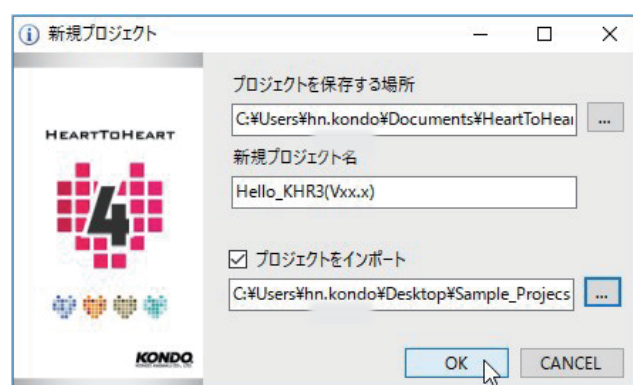 新規プロジェクト
プロジェクトを保存する場所
C:¥Users¥hn.kondo¥Documents¥HeartToHear
...
新規プロジェクト名
Hello_KHR3(Vxx.x)
プロジェクトをインポート
C:¥Users¥hn.kondo¥Desktop¥Sample_Projecs
...
HEARTTOHEART
4
KONDO
OK
CANCEL